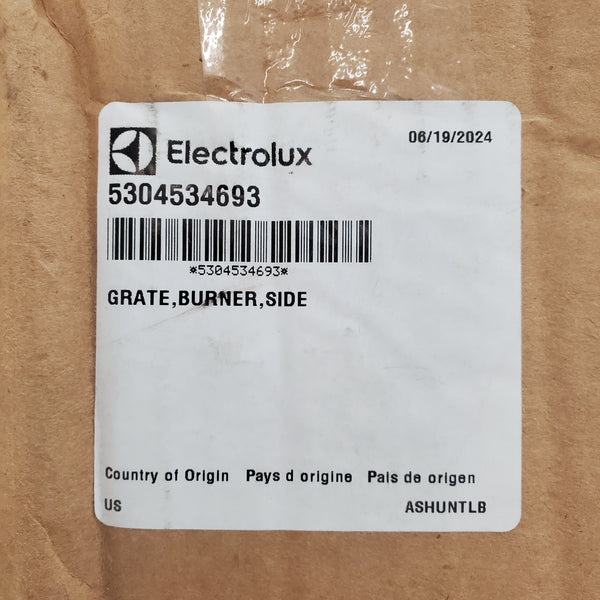 Electrolux
06/19/2024
5304534693
*5304534693*
GRATE,BURNER,SIDE
Country of Origin Pays d origine Pais de origen
US ASHUNTLB